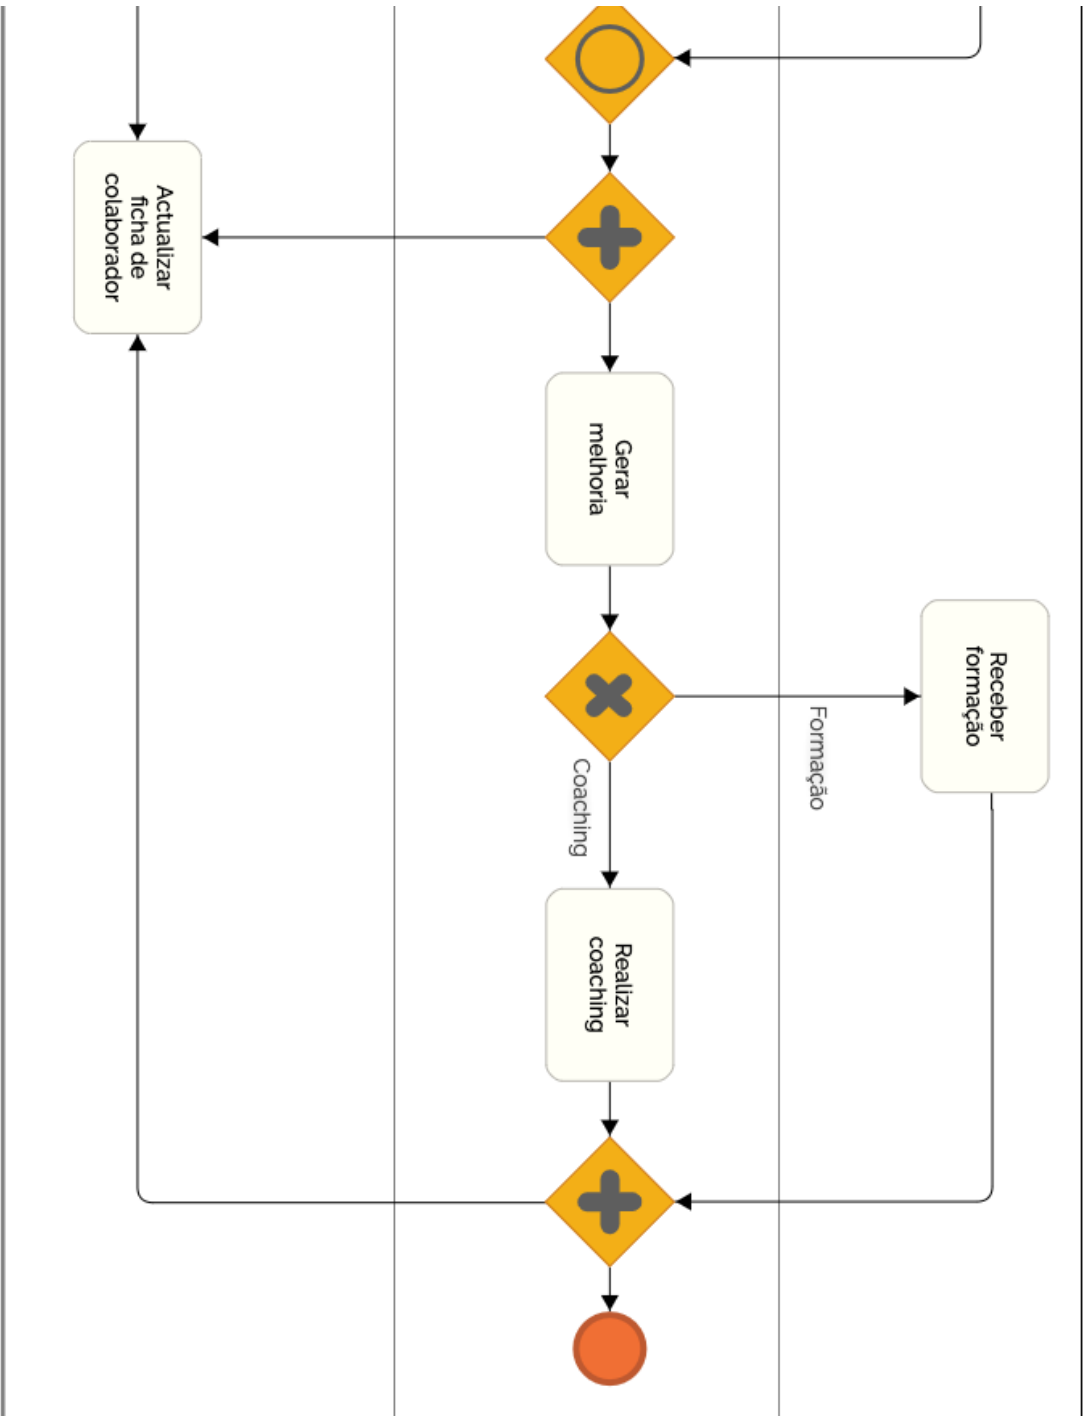 Actualizar
ficha de
colaborador
Gerar
melhoria
Receber
formação
Formação
Coaching
Realizar
coaching